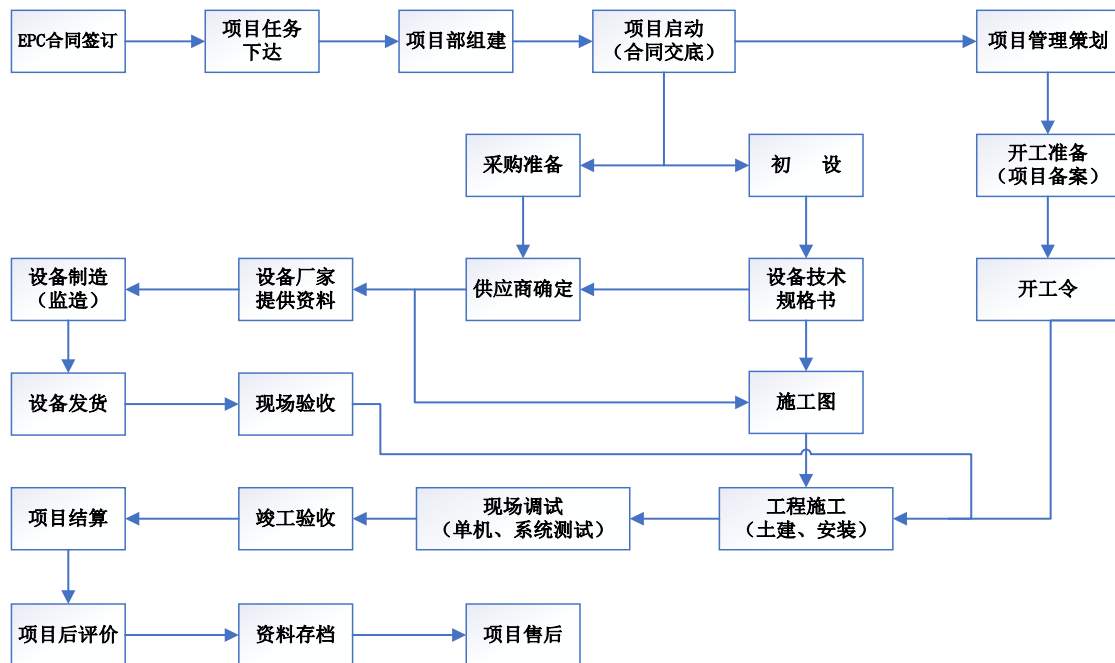 EPC合同签订
项目任务
下达
项目部组建
项目启动
（合同交底）
项目管理策划
采购准备
初 设
开工准备
（项目备案）
设备制造
（监造）
设备厂家
提供资料
供应商确定
设备技术
规格书
开工令
设备发货
现场验收
施工图
项目结算
竣工验收
现场调试
（单机、系统测试）
工程施工
（土建、安装）
项目后评价
资料存档
项目售后